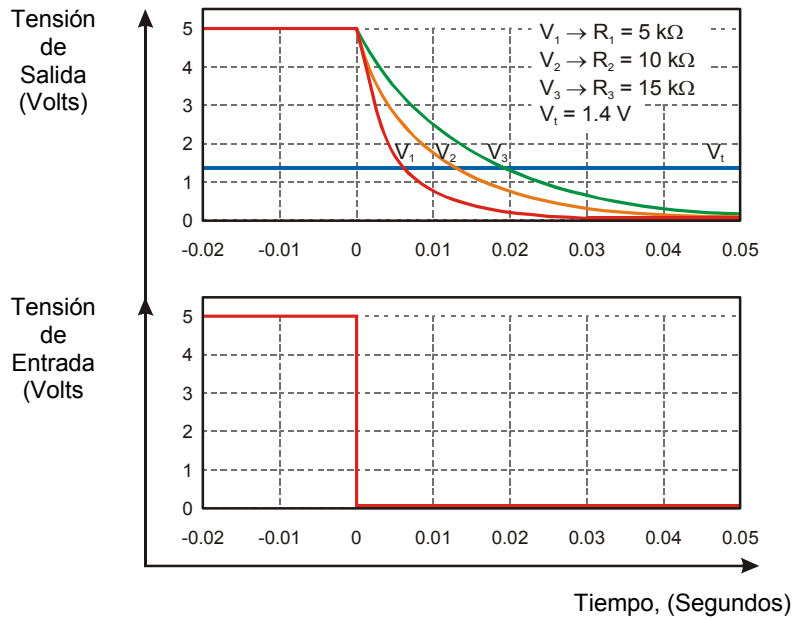 Tensión
de
Salida
(Volts)
5
4
3
2
1
0
V₁ → R₁ = 5 kΩ
V₂ → R₂ = 10 kΩ
V₃ → R₃ = 15 kΩ
Vₜ = 1.4 V
V₁ V₂ V₃ Vₜ
-0.02 -0.01 0 0.01 0.02 0.03 0.04 0.05
Tensión
de
Entrada
(Volts
5
4
3
2
1
0
-0.02 -0.01 0 0.01 0.02 0.03 0.04 0.05
Tiempo, (Segundos)